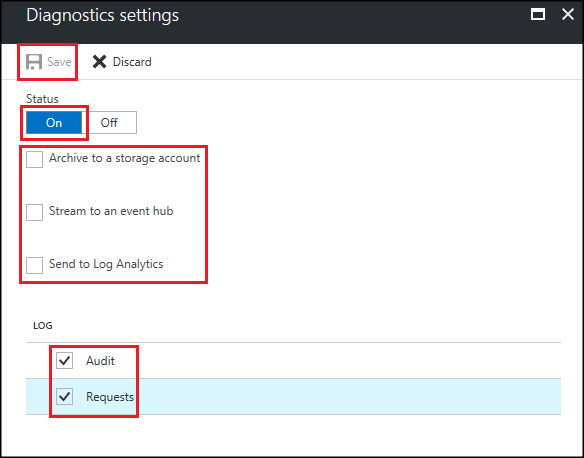 Diagnostics settings
Save Discard
Status
On Off
Archive to a storage account
Stream to an event hub
Send to Log Analytics
LOG
Audit
Requests